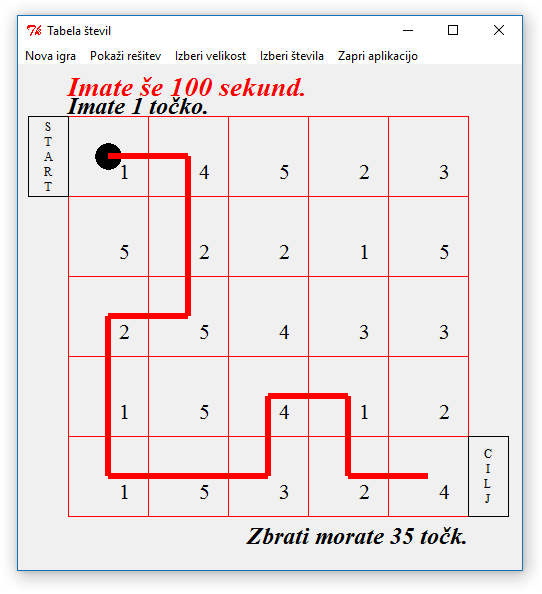 Tabela števil
Nova igra Pokaži rešitev Izberi velikost Izberi števila Zapri aplikacijo
Imate še 100 sekund.
Imate 1 točko.
START
1 4 5 2 3
5 2 2 1 5
2 5 4 3 3
1 5 4 1 2
1 5 3 2 4
CILJ
Zbrati morate 35 točk.